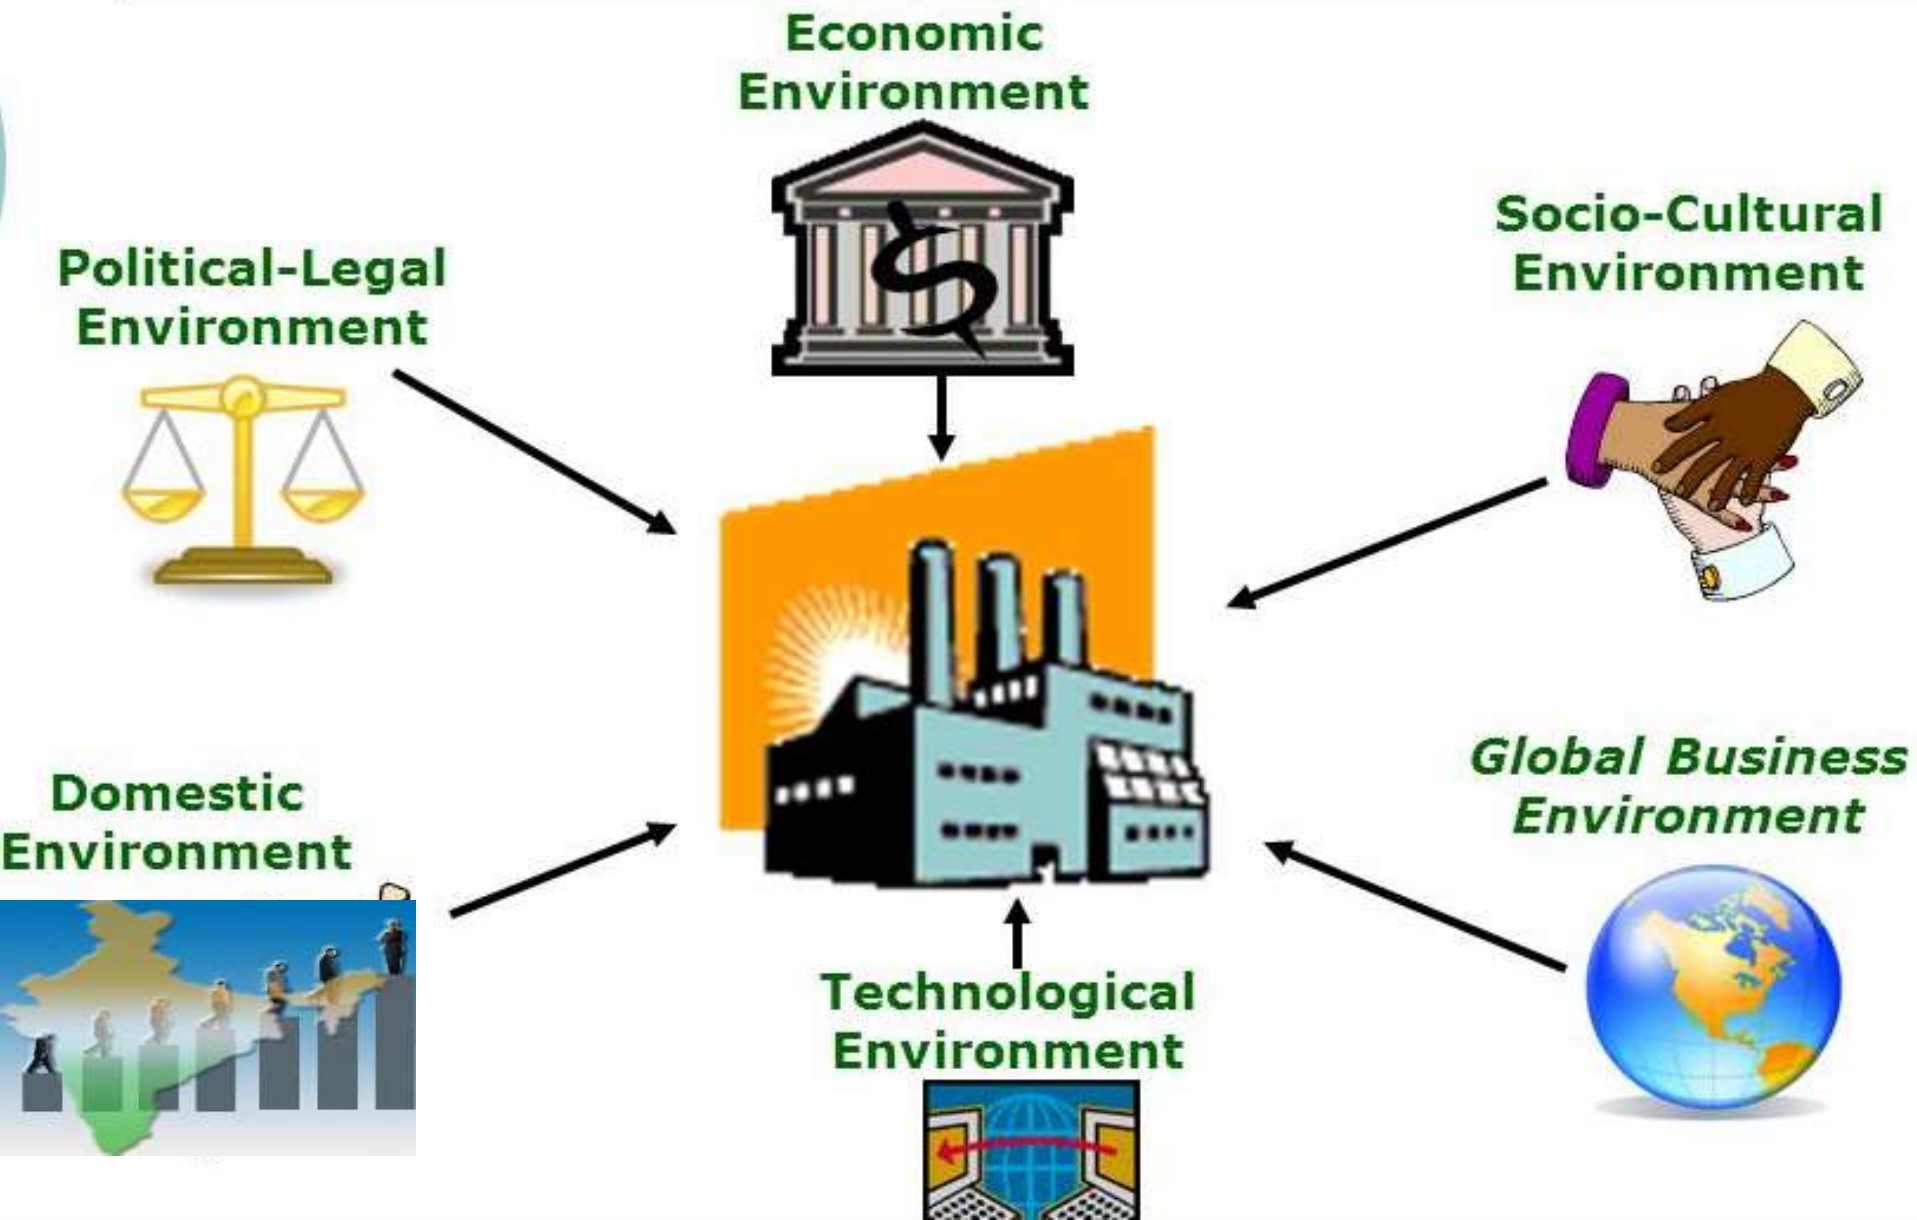 Economic
Environment
Political-Legal
Environment
Socio-Cultural
Environment
Domestic
Environment
Global Business
Environment
Technological
Environment